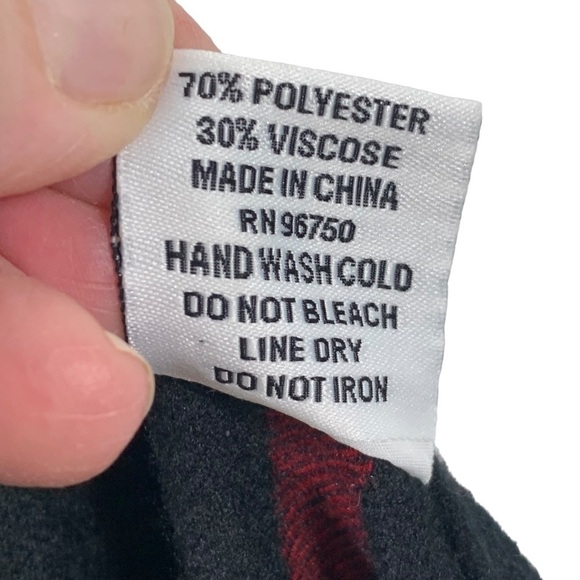 70% POLYESTER
30% VISCOSE
MADE IN CHINA
RN 96750
HAND WASH COLD
DO NOT BLEACH
LINE DRY
DO NOT IRON